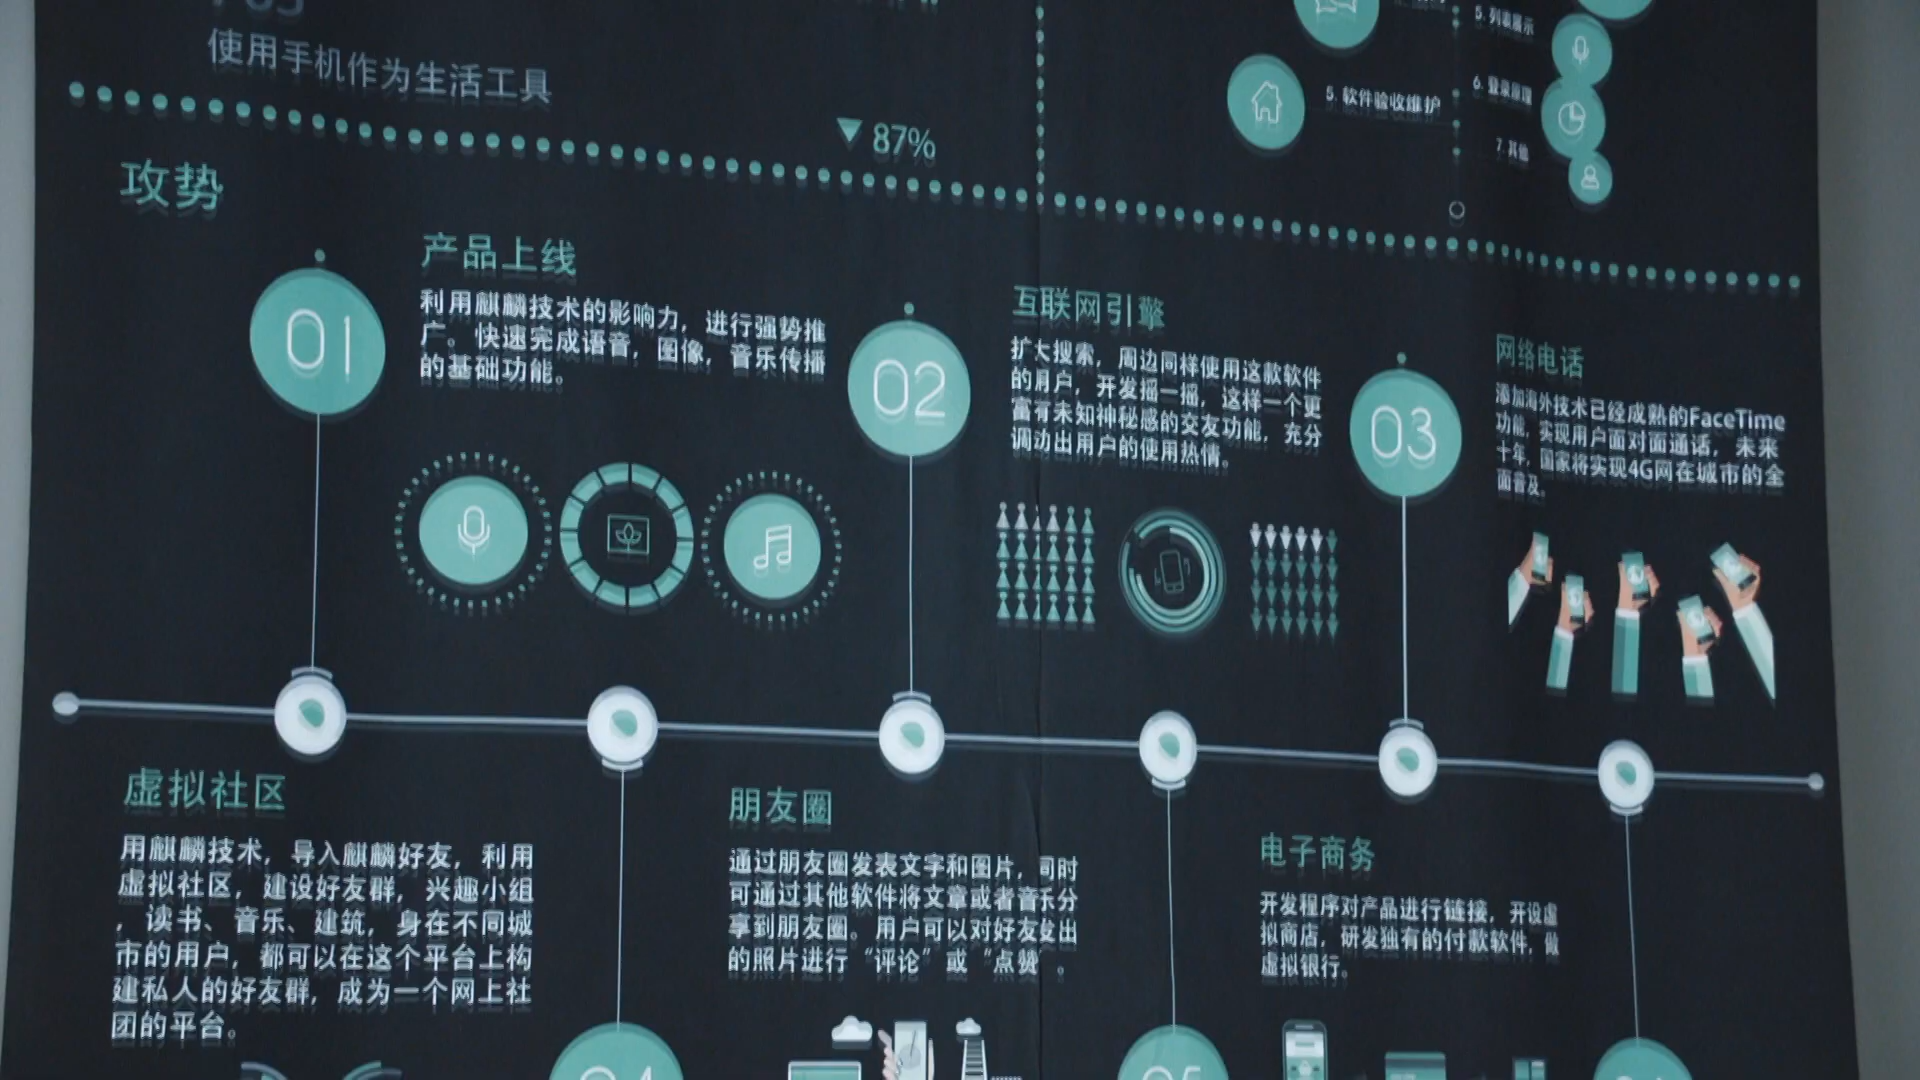 使用手机作为生活工具
87%
5. 列表展示
5. 软件验收维护
6. 登录原理
7. 其他
攻势
01
产品上线
利用麒麟技术的影响力，进行强势推
广。快速完成语音，图像，音乐传播
的基础功能。
02
互联网引擎
扩大搜索，周边同样使用这款软件
的用户，开发摇一摇，这样一个更
富有未知神秘感的交友功能，充分
调动出用户的使用热情。
03
网络电话
添加海外技术已经成熟的FaceTime
功能，实现用户面对面通话，未来
十年，国家将实现4G网在城市的全
面普及。
虚拟社区
用麒麟技术，导入麒麟好友，利用
虚拟社区，建设好友群，兴趣小组
，读书、音乐、建筑，身在不同城
市的用户，都可以在这个平台上构
建私人的好友群，成为一个网上社
团的平台。
朋友圈
通过朋友圈发表文字和图片，同时
可通过其他软件将文章或者音乐分
享到朋友圈。用户可以对好友发出
的照片进行“评论”或“点赞”。
电子商务
开发程序对产品进行链接，开设虚
拟商店，研发独有的付款软件，做
虚拟银行。
04
05